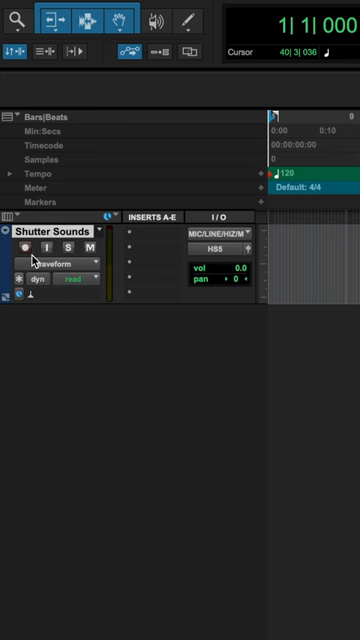 1| 1| 000
Cursor 40| 3| 036
Bars|Beats 9
Min:Secs 0:00 0:10
Timecode 00:00:00:00
Samples 0
Tempo + 120
Meter + Default: 4/4
Markers +
INSERTS A-E I / O
Shutter Sounds MIC/LINE/HIZ/M
I S M HS5
waveform
vol 0.0
dyn read pan 0